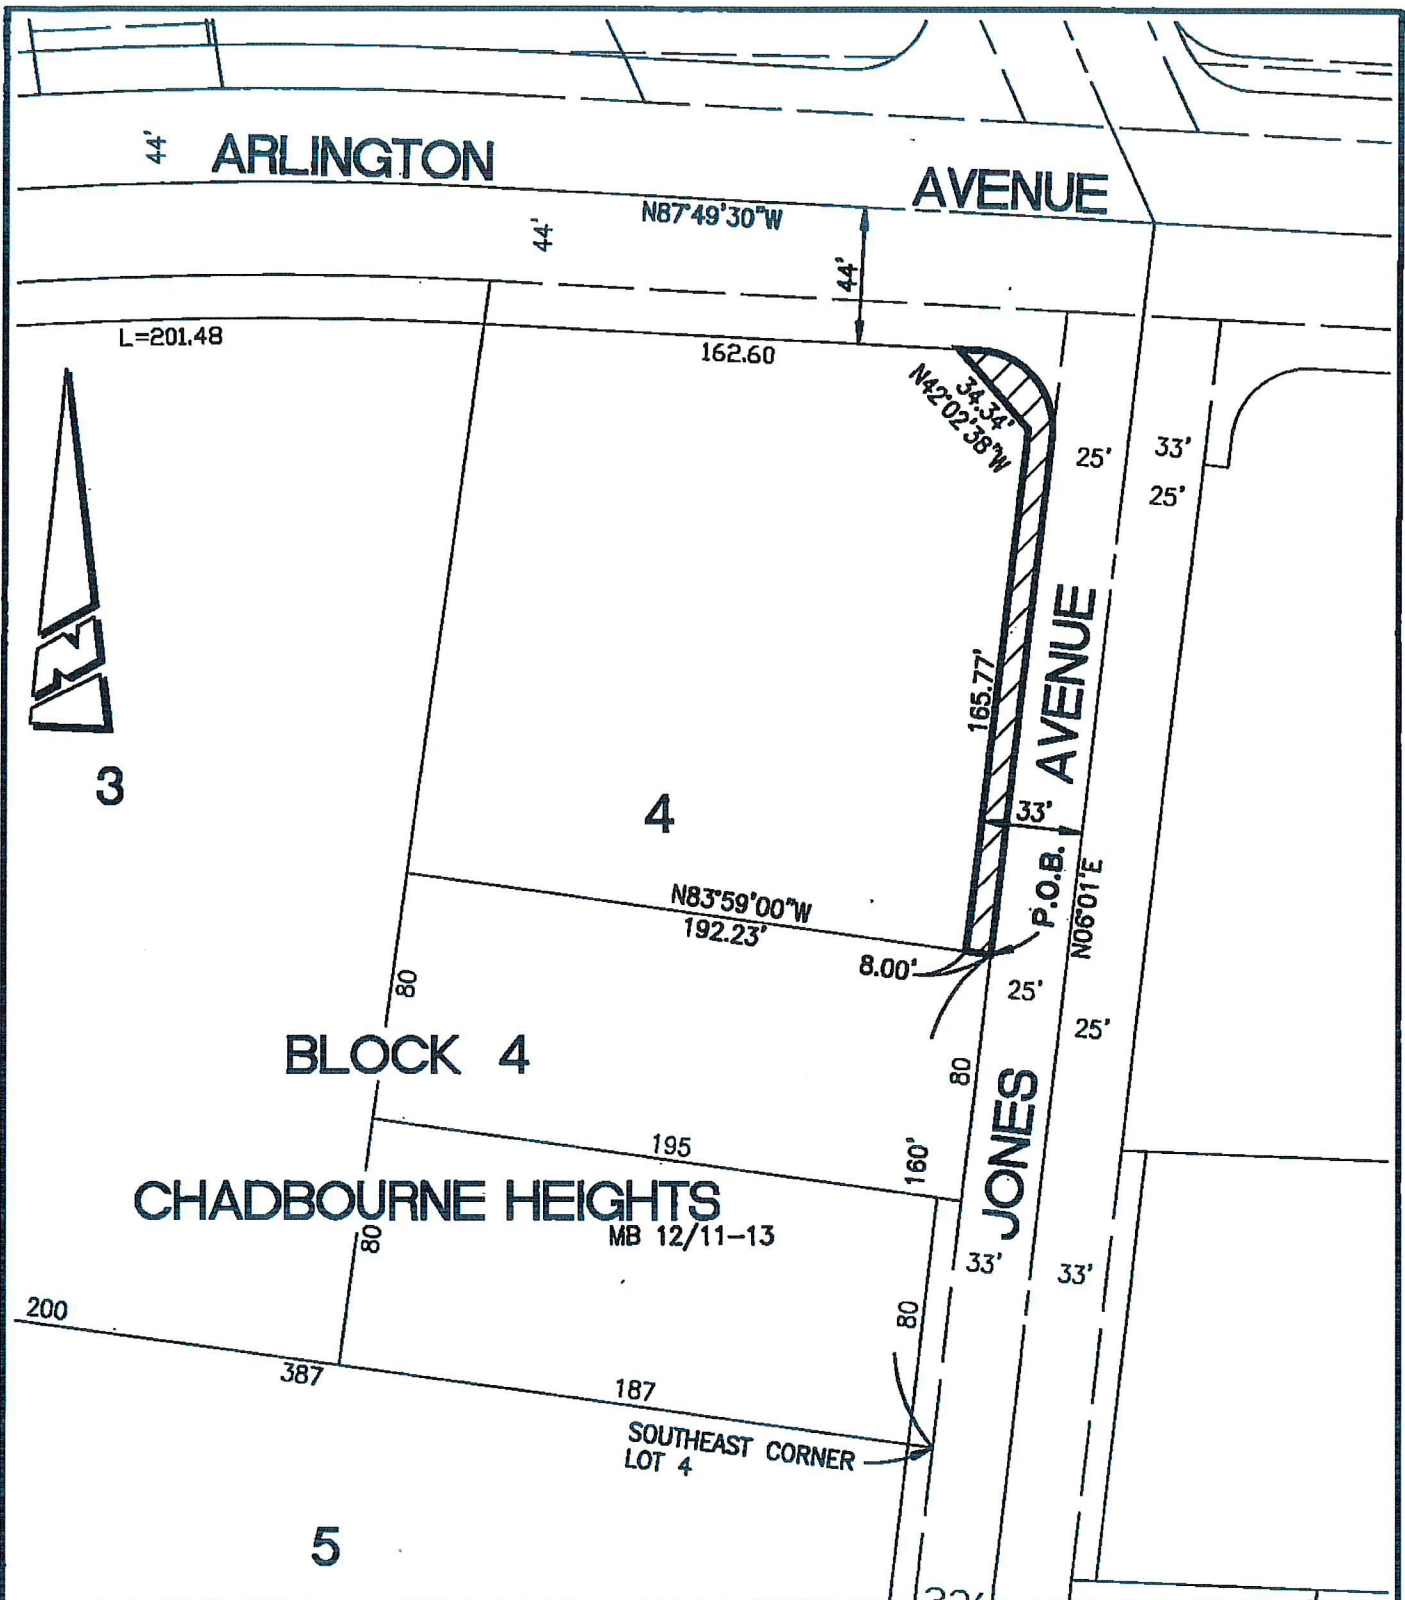 44'
ARLINGTON AVENUE
N87°49'30"W
44'
44'
L=201.48
162.60
34.34'
N42°02'38"W
25'
33'
25'
N
165.77'
AVENUE
3
4
33'
P.O.B.
N06°01'E
N83°59'00"W
192.23'
8.00'
80
25'
25'
BLOCK 4
80
JONES
195
160'
CHADBOURNE HEIGHTS
MB 12/11-13
80
33'
33'
80
200
387
187
SOUTHEAST CORNER
LOT 4
5